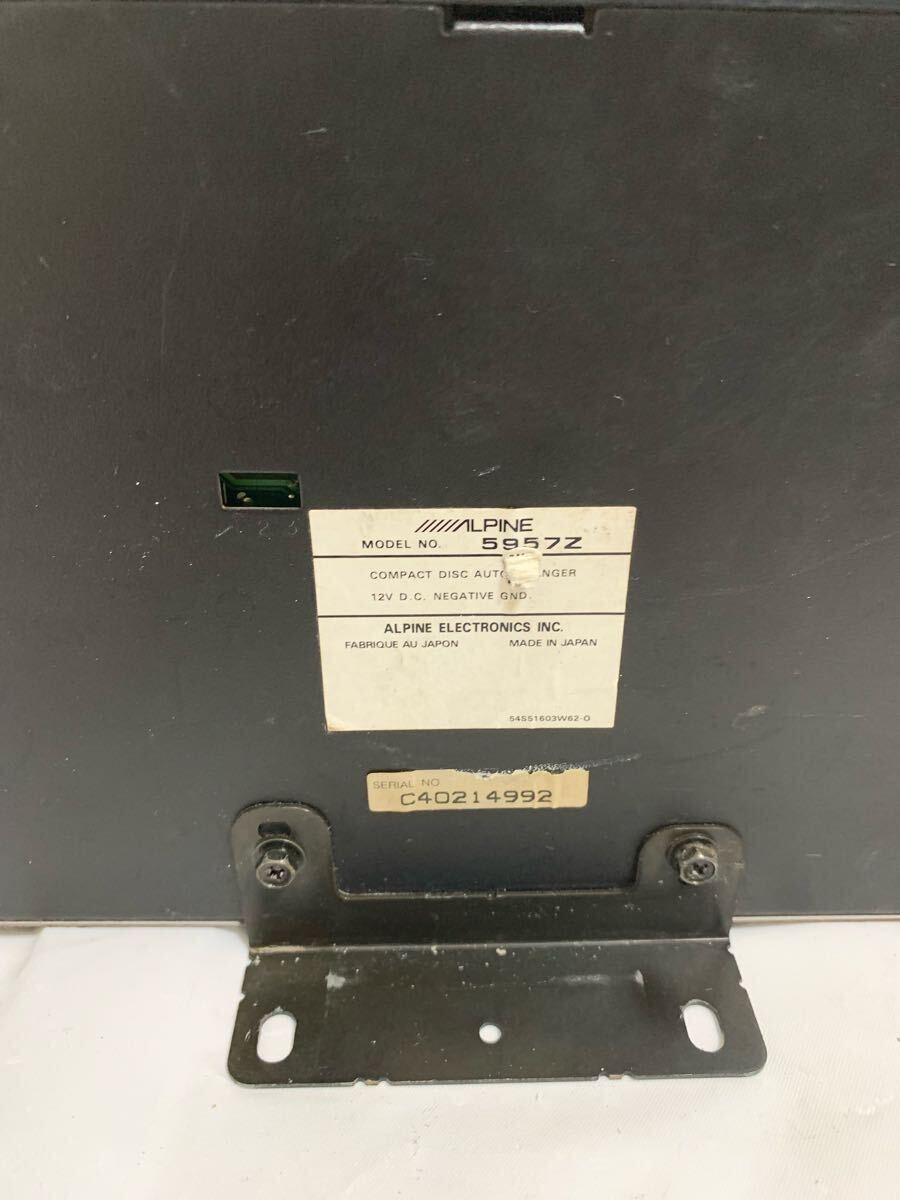 ALPINE
MODEL NO. 5957Z
COMPACT DISC AUTO
12V D.C. NEGATIVE GND.
ALPINE ELECTRONICS INC.
FABRIQUE AU JAPON MADE IN JAPAN
54S51603W62-O
SERIAL NO
C40214992